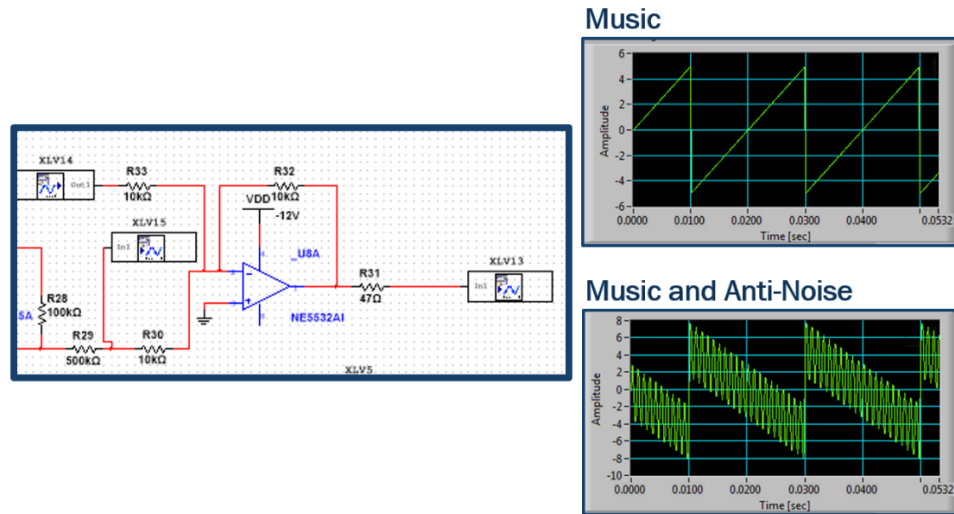 Music
6
4
2
0
-2
-4
-6
Amplitude
0.0000
0.0100
0.0200
0.0300
0.0400
0.0532
Time [sec]
XLV14
Out1
R33
10kΩ
R32
10kΩ
VDD
-12V
XLV15
In1
U8A
R31
47Ω
XLV13
In1
NE5532AI
R28
100kΩ
5A
R29
500kΩ
R30
10kΩ
XLV5
Music and Anti-Noise
8
6
4
2
0
-2
-4
-6
-8
-10
Amplitude
0.0000
0.0100
0.0200
0.0300
0.0400
0.0532
Time [sec]